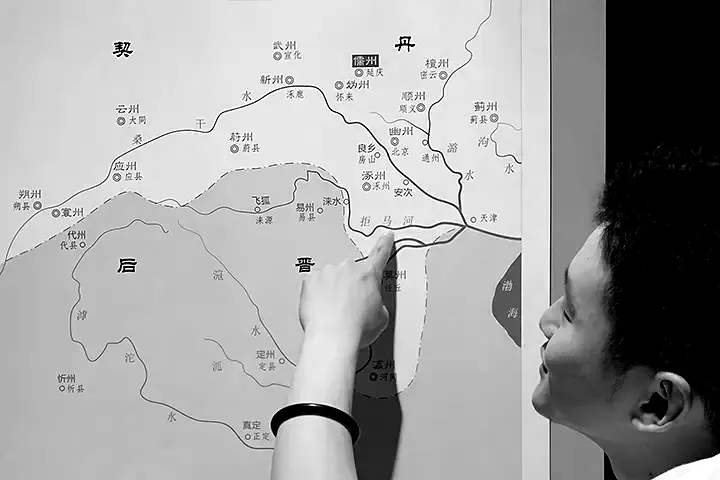 契
丹
武州
宣化
儒州
延庆
檀州
密云
新州
涿鹿
妫州
怀来
顺州
顺义
蓟州
蓟县
云州
大同
桑
干
水
蔚州
蔚县
幽州
北京
良乡
房山
通州
潞
水
沟
水
应州
应县
涿州
涿州
安次
朔州
朔县
寰州
飞狐
涞源
易州
易县
涞水
拒马河
天津
代州
代县
后
晋
莫州
任丘
渤
海
滱
水
滹
沱
水
泒
定州
定县
瀛州
河间
忻州
忻县
真定
正定